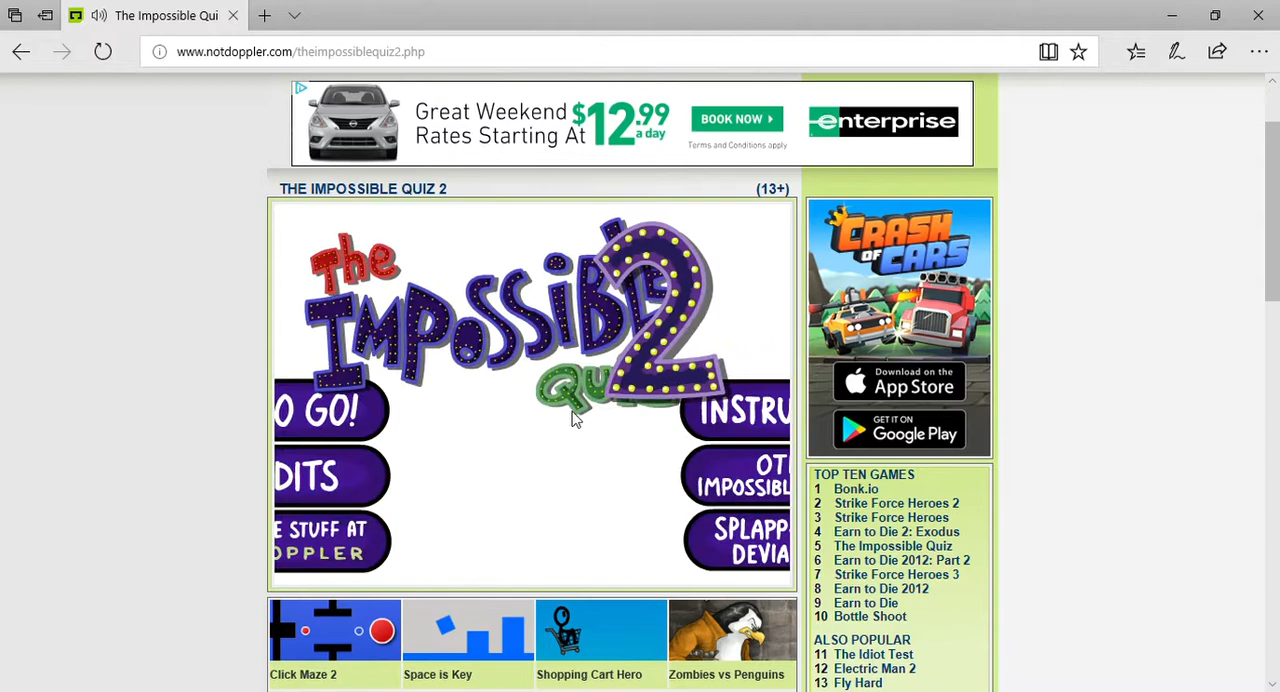 The Impossible Qui
www.notdoppler.com/theimpossiblequiz2.php
Great Weekend
Rates Starting At
$12.99
a day
BOOK NOW
Terms and Conditions apply
enterprise
THE IMPOSSIBLE QUIZ 2
(13+)
The
IMPOSSIBLE
2
QU
O GO!
INSTRU
DITS
OT
IMPOSSIB
E STUFF AT
OPPLER
SPLAPP
DEVIA
CRASH
OF
CARS
Download on the
App Store
GET IT ON
Google Play
TOP TEN GAMES
1 Bonk.io
2 Strike Force Heroes 2
3 Strike Force Heroes
4 Earn to Die 2: Exodus
5 The Impossible Quiz
6 Earn to Die 2012: Part 2
7 Strike Force Heroes 3
8 Earn to Die 2012
9 Earn to Die
10 Bottle Shoot
ALSO POPULAR
11 The Idiot Test
12 Electric Man 2
13 Fly Hard
Click Maze 2
Space is Key
Shopping Cart Hero
Zombies vs Penguins